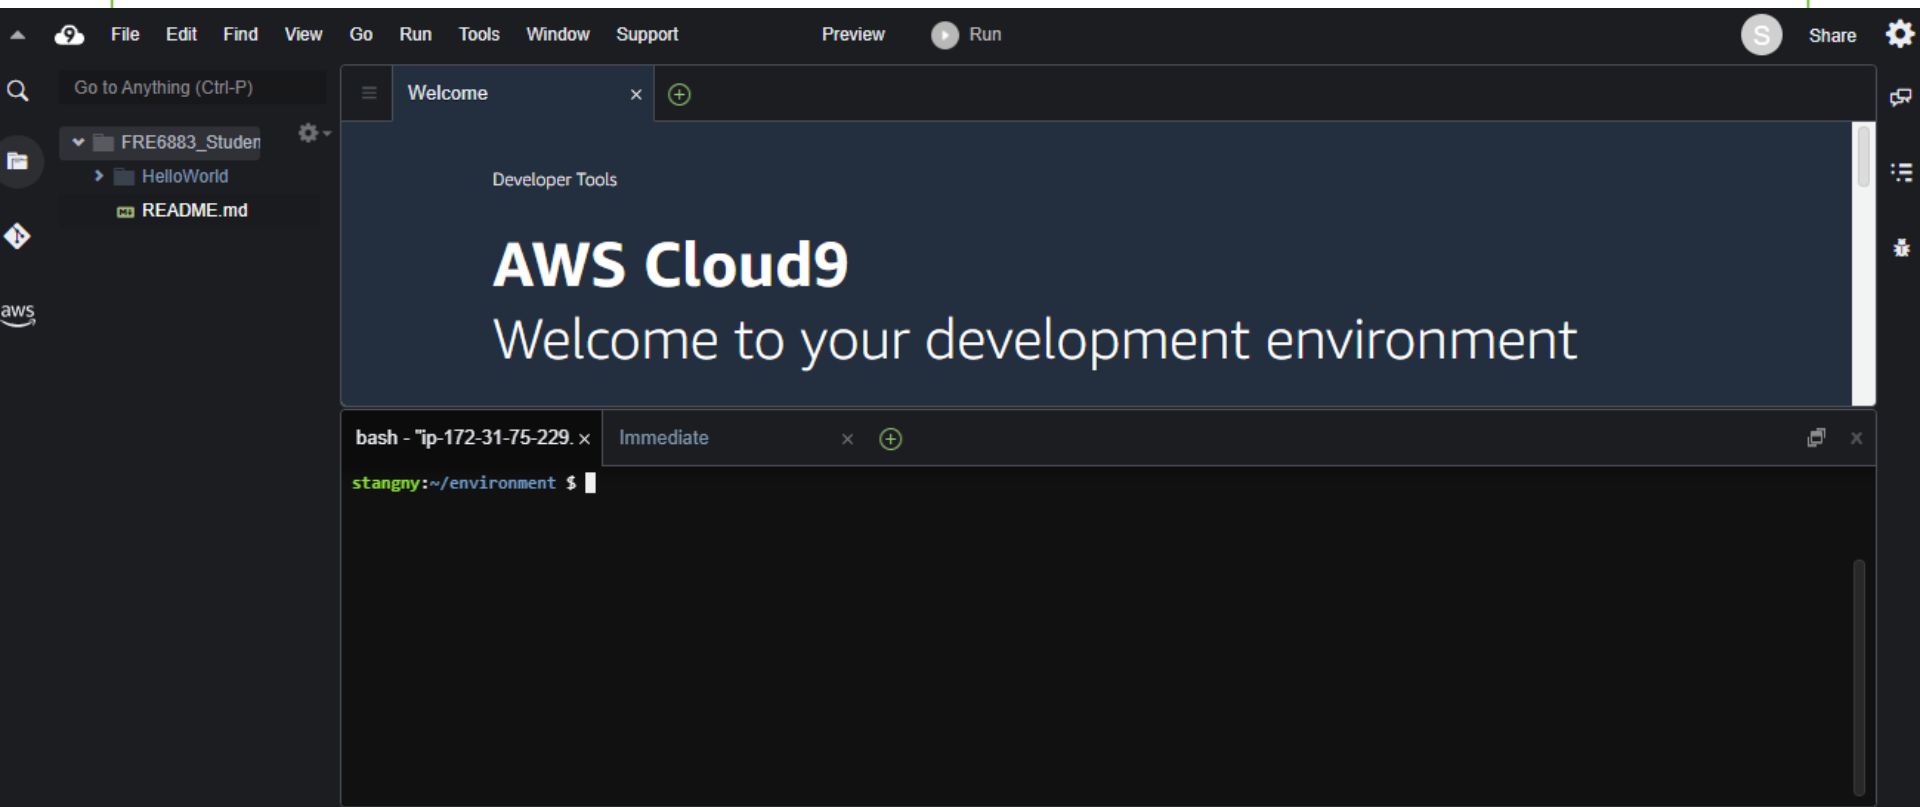 9 File Edit Find View Go Run Tools Window Support Preview Run S Share
Go to Anything (Ctrl-P)
Welcome ×
FRE6883_Studen
HelloWorld
README.md
aws
Developer Tools
AWS Cloud9
Welcome to your development environment
bash - "ip-172-31-75-229. × Immediate ×
stangny:~/environment $